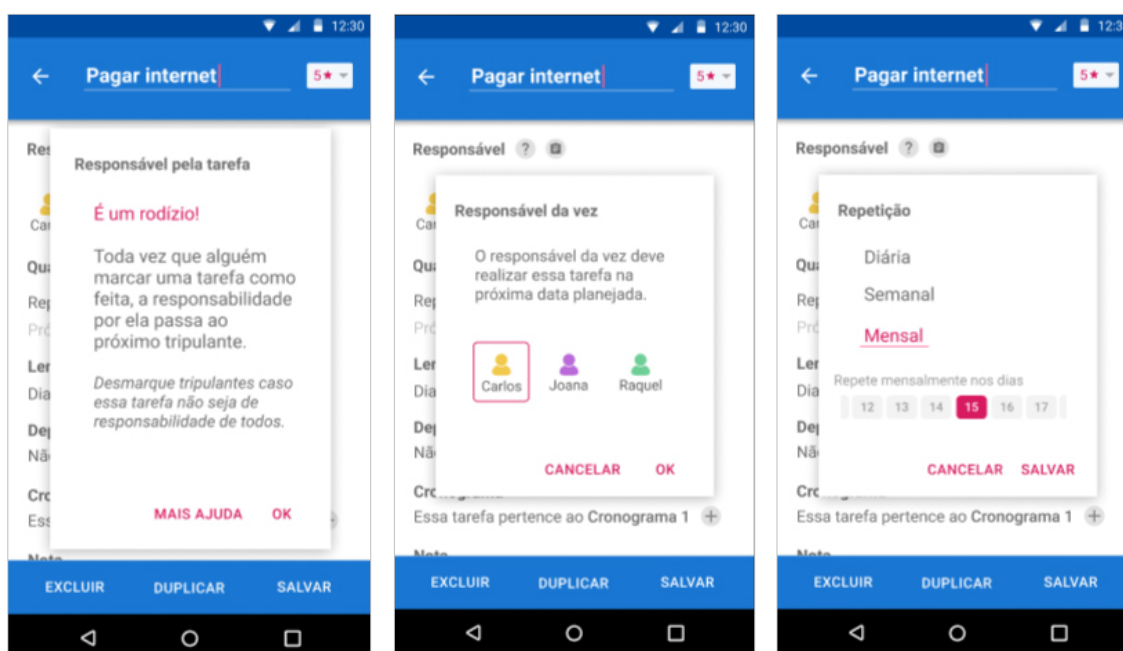 12:30
Pagar internet
5★
Res
Responsável pela tarefa
É um rodízio!
Toda vez que alguém
marcar uma tarefa como
feita, a responsabilidade
por ela passa ao
próximo tripulante.
Desmarque tripulantes caso
essa tarefa não seja de
responsabilidade de todos.
MAIS AJUDA OK
EXCLUIR DUPLICAR SALVAR
12:30
Pagar internet
5★
Responsável ?
Responsável da vez
O responsável da vez deve
realizar essa tarefa na
próxima data planejada.
Carlos Joana Raquel
CANCELAR OK
Essa tarefa pertence ao Cronograma 1 +
EXCLUIR DUPLICAR SALVAR
12:3
Pagar internet
5★
Responsável ?
Repetição
Diária
Semanal
Mensal
Repete mensalmente nos dias
12 13 14 15 16 17
CANCELAR SALVAR
Essa tarefa pertence ao Cronograma 1 +
EXCLUIR DUPLICAR SALVAR